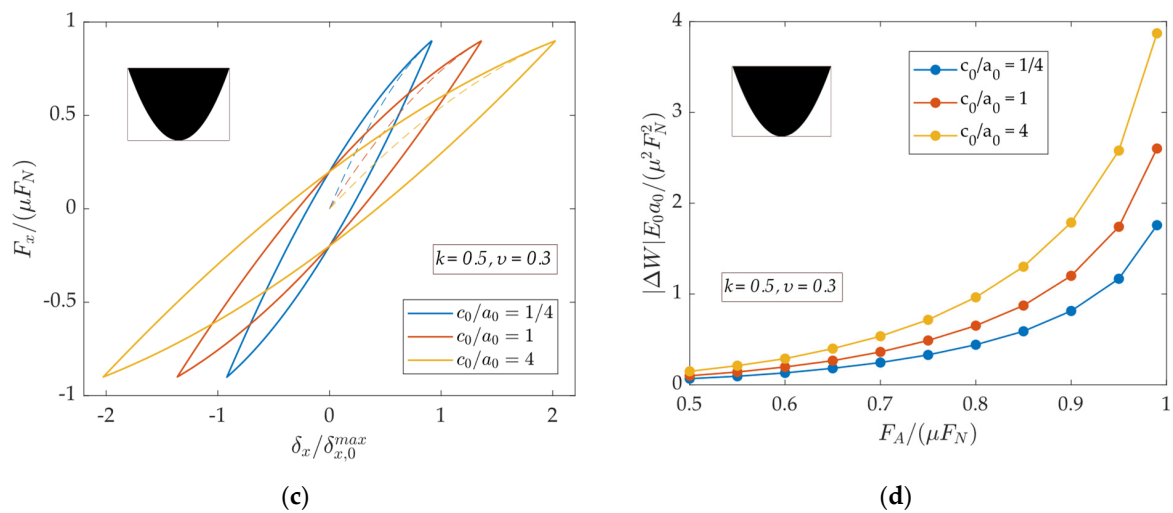 1
0.5
0
-0.5
-1
F_x/(μF_N)
k = 0.5, υ = 0.3
c_0/a_0 = 1/4
c_0/a_0 = 1
c_0/a_0 = 4
-2 -1 0 1 2
δ_x/δ_{x,0}^{max}
(c)
4
3
2
1
0
|ΔW|E_0a_0/(μ^2F_N^2)
c_0/a_0 = 1/4
c_0/a_0 = 1
c_0/a_0 = 4
k = 0.5, υ = 0.3
0.5 0.6 0.7 0.8 0.9 1
F_A/(μF_N)
(d)